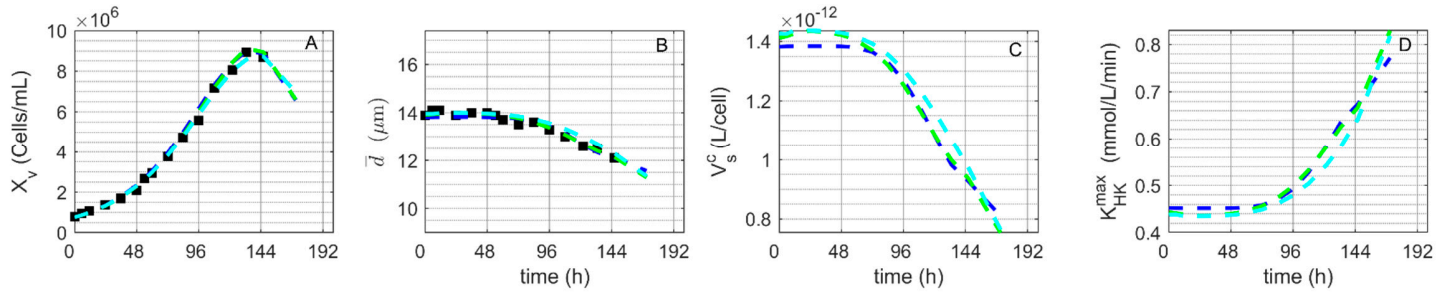 ×10⁶
10
8
6
4
2
0
X_v (Cells/mL)
A
0 48 96 144 192
time (h)
16
14
12
10
d̅ (μm)
B
0 48 96 144 192
time (h)
×10⁻¹²
1.4
1.2
1
0.8
V_s^c (L/cell)
C
0 48 96 144 192
time (h)
0.8
0.7
0.6
0.5
0.4
K_HK^max (mmol/L/min)
D
0 48 96 144 192
time (h)